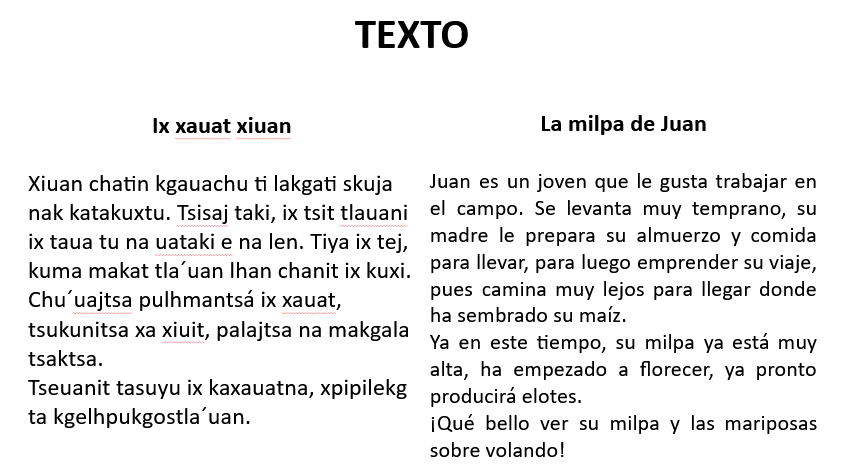 TEXTO
Ix xauat xiuan
Xiuan chatin kgauachu ti lakgati skuja
nak katakuxtu. Tsisaj taki, ix tsit tlauani
ix taua tu na uataki e na len. Tiya ix tej,
kuma makat tla´uan lhan chanit ix kuxi.
Chu´uajtsa pulhmantsá ix xauat,
tsukunitsa xa xiuit, palajtsa na makgala
tsaktsa.
Tseuanit tasuyu ix kaxauatna, xpipilekg
ta kgelhpukgostla´uan.
La milpa de Juan
Juan es un joven que le gusta trabajar en
el campo. Se levanta muy temprano, su
madre le prepara su almuerzo y comida
para llevar, para luego emprender su viaje,
pues camina muy lejos para llegar donde
ha sembrado su maíz.
Ya en este tiempo, su milpa ya está muy
alta, ha empezado a florecer, ya pronto
producirá elotes.
¡Qué bello ver su milpa y las mariposas
sobre volando!